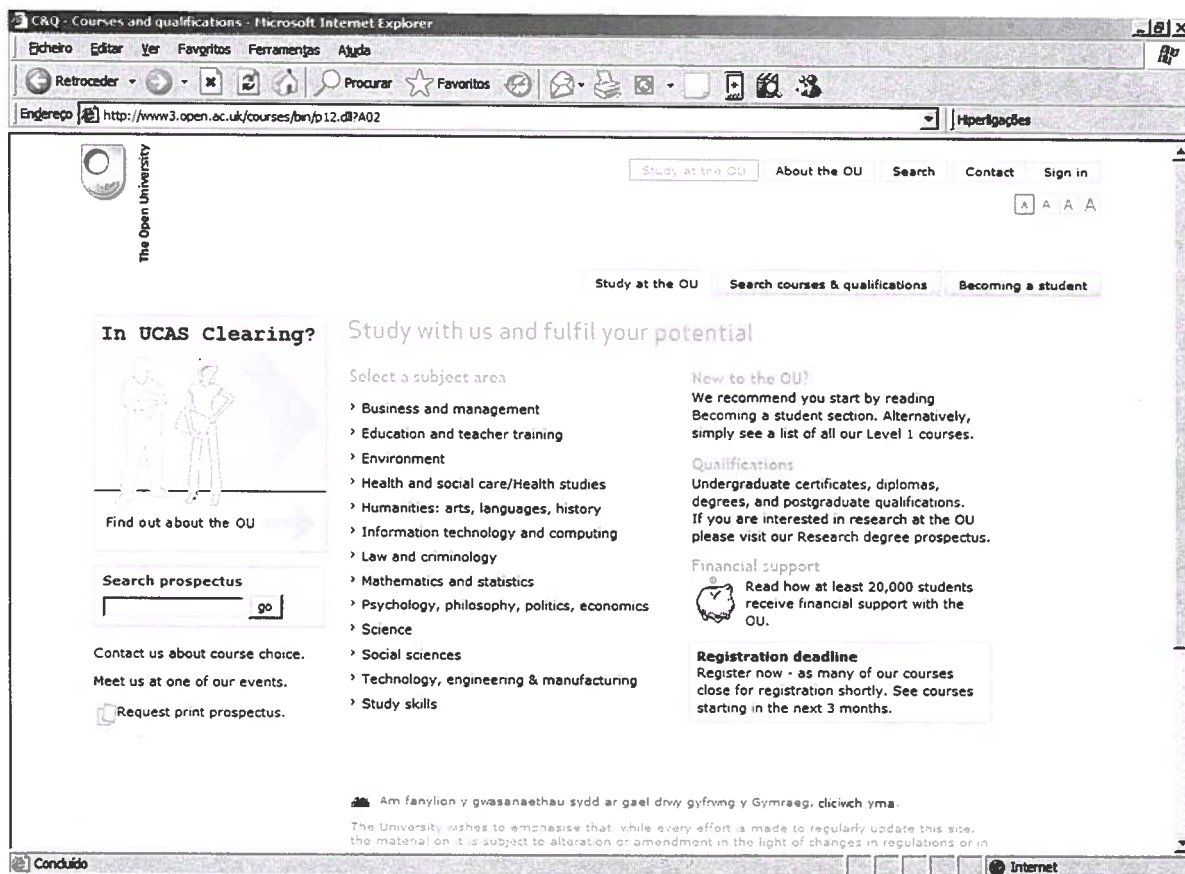 C&Q - Courses and qualifications - Microsoft Internet Explorer
Ficheiro Editar Ver Favoritos Ferramentas Ajuda
Retroceder Procurar Favoritos
Endereço http://www3.open.ac.uk/courses/bin/p12.dll?A02 Hiperligações
The Open University
Study at the OU About the OU Search Contact Sign in
A A A A
Study at the OU Search courses & qualifications Becoming a student
In UCAS Clearing?
Find out about the OU
Search prospectus
go
Contact us about course choice.
Meet us at one of our events.
Request print prospectus.
Study with us and fulfil your potential
Select a subject area
› Business and management
› Education and teacher training
› Environment
› Health and social care/Health studies
› Humanities: arts, languages, history
› Information technology and computing
› Law and criminology
› Mathematics and statistics
› Psychology, philosophy, politics, economics
› Science
› Social sciences
› Technology, engineering & manufacturing
› Study skills
New to the OU?
We recommend you start by reading
Becoming a student section. Alternatively,
simply see a list of all our Level 1 courses.
Qualifications
Undergraduate certificates, diplomas,
degrees, and postgraduate qualifications.
If you are interested in research at the OU
please visit our Research degree prospectus.
Financial support
Read how at least 20,000 students
receive financial support with the
OU.
Registration deadline
Register now - as many of our courses
close for registration shortly. See courses
starting in the next 3 months.
Am fanylion y gwasanaethau sydd ar gael drwy gyfrwng y Gymraeg, cliciwch yma.
The University wishes to emphasise that, while every effort is made to regularly update this site,
the material on it is subject to alteration or amendment in the light of changes in regulations or in
Concluído Internet